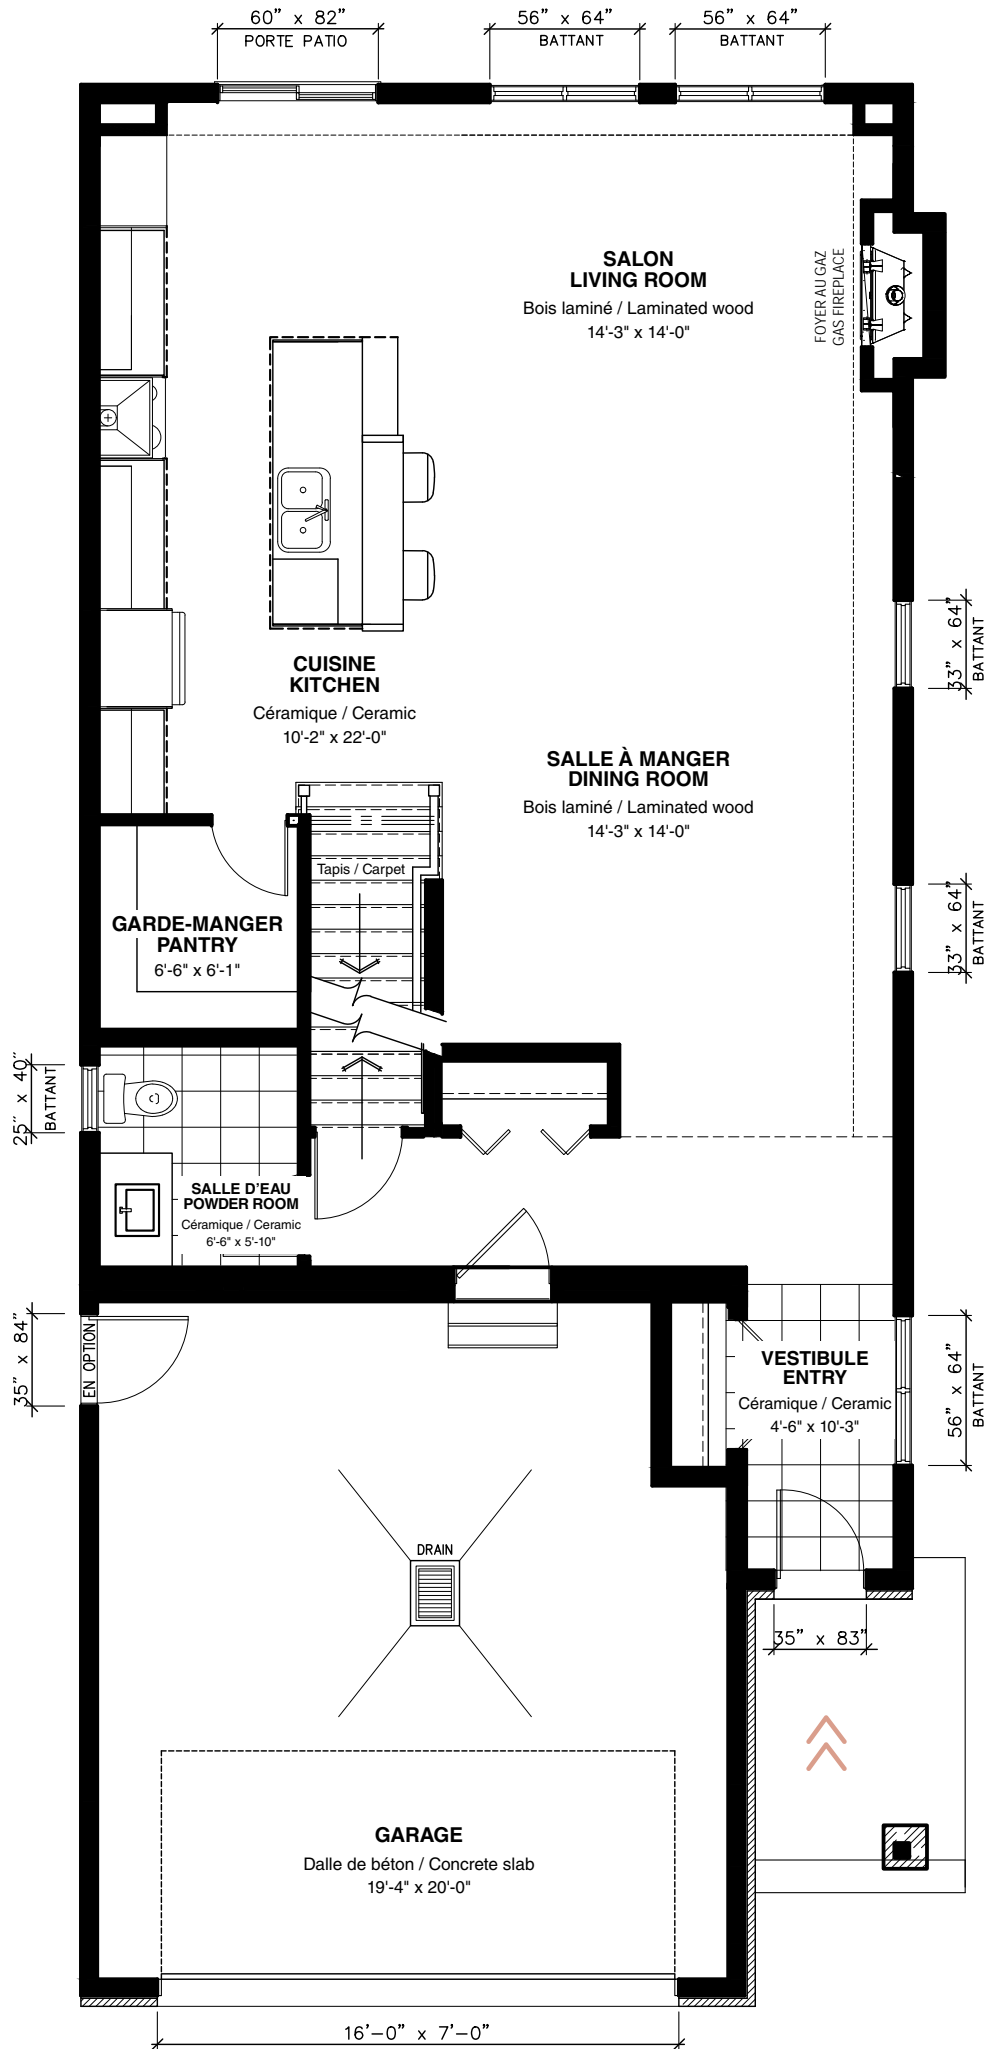 60” x 82”
PORTE PATIO
56” x 64”
BATTANT
56” x 64”
BATTANT
SALON
LIVING ROOM
Bois laminé / Laminated wood
14'-3" x 14'-0"
FOYER AU GAZ
GAS FIREPLACE
CUISINE
KITCHEN
Céramique / Ceramic
10'-2" x 22'-0"
33” x 64”
BATTANT
SALLE À MANGER
DINING ROOM
Bois laminé / Laminated wood
14'-3" x 14'-0"
Tapis / Carpet
GARDE-MANGER
PANTRY
6'-6" x 6'-1"
33” x 64”
BATTANT
25” x 40”
BATTANT
SALLE D'EAU
POWDER ROOM
Céramique / Ceramic
6'-6" x 5'-10"
35” x 84”
EN OPTION
VESTIBULE
ENTRY
Céramique / Ceramic
4'-6" x 10'-3"
56” x 64”
BATTANT
DRAIN
35” x 83”
GARAGE
Dalle de béton / Concrete slab
19'-4" x 20'-0"
16’-0” x 7’-0”